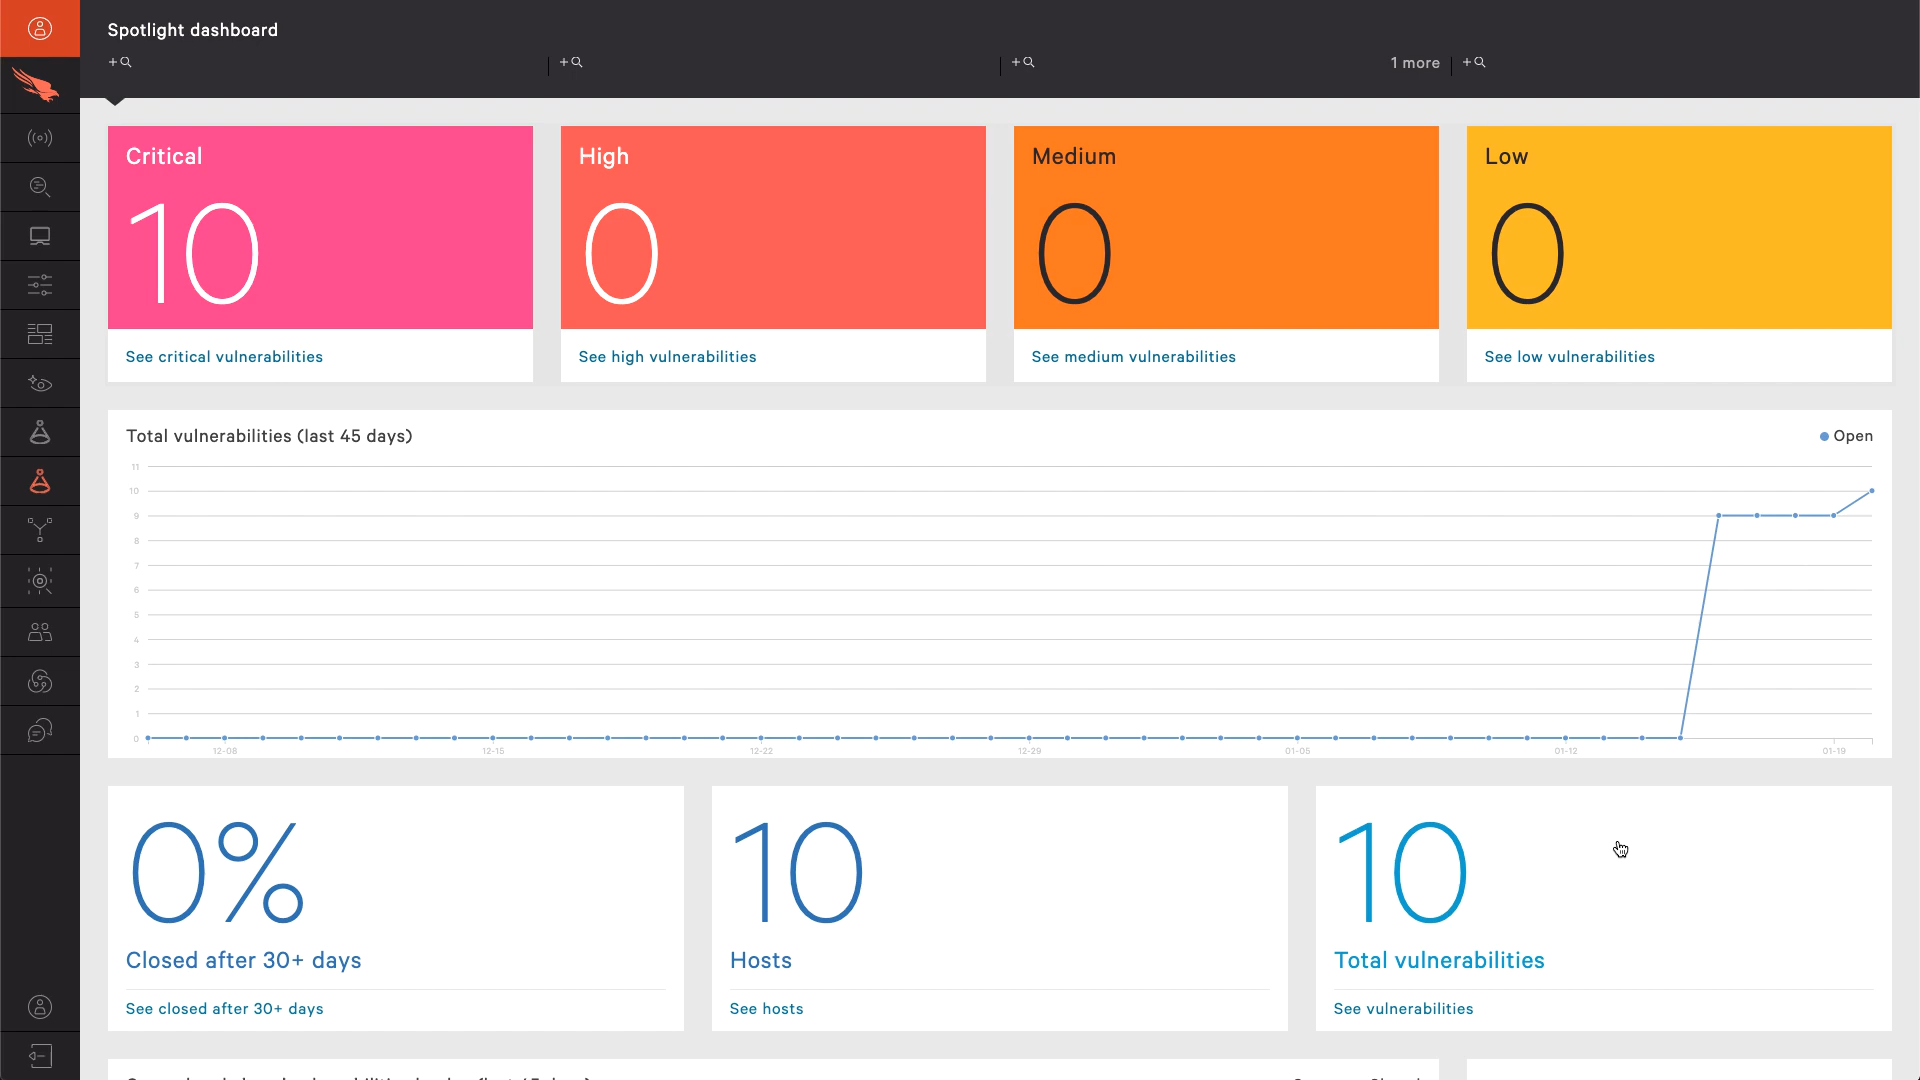 Spotlight dashboard
1 more
Critical
10
See critical vulnerabilities
High
0
See high vulnerabilities
Medium
0
See medium vulnerabilities
Low
0
See low vulnerabilities
Total vulnerabilities (last 45 days)
Open
11
10
9
8
7
6
5
4
3
2
1
0
12-08 12-15 12-22 12-29 01-05 01-12 01-19
0%
Closed after 30+ days
See closed after 30+ days
10
Hosts
See hosts
10
Total vulnerabilities
See vulnerabilities